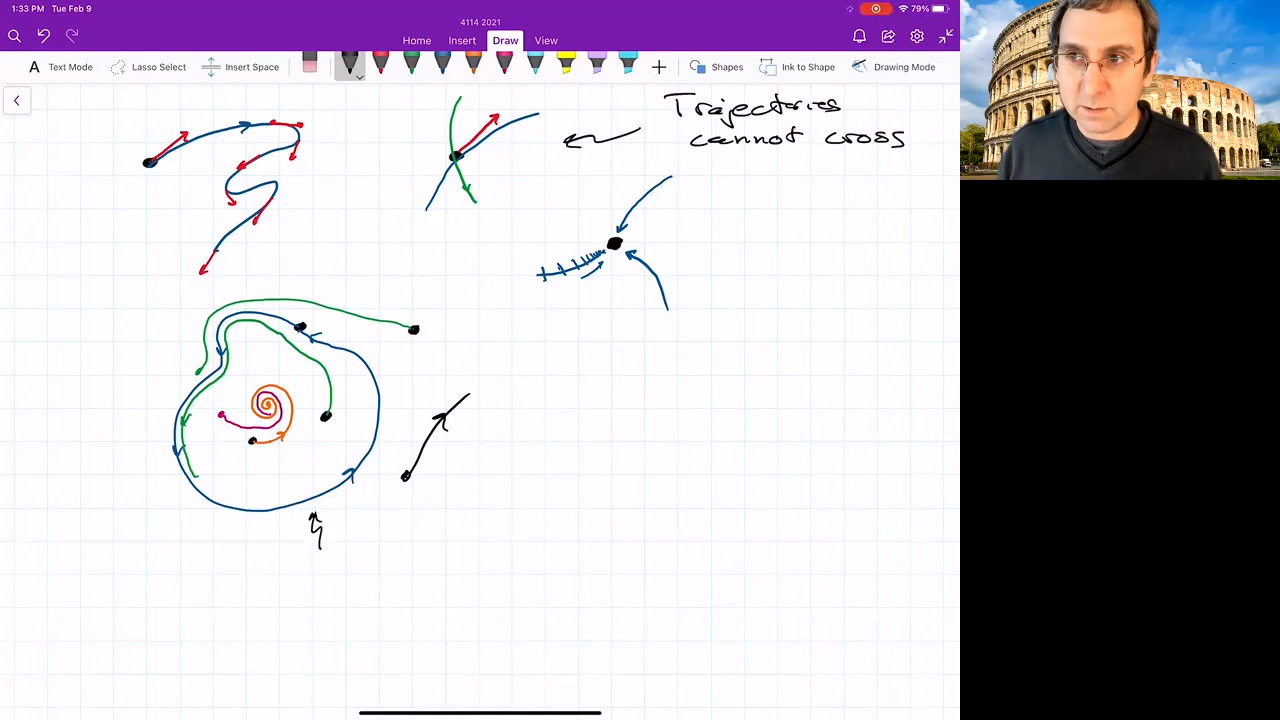 1:33 PM Tue Feb 9
79%
4114 2021
Home Insert Draw View
Text Mode Lasso Select Insert Space Shapes Ink to Shape Drawing Mode
Trajectories
cannot cross